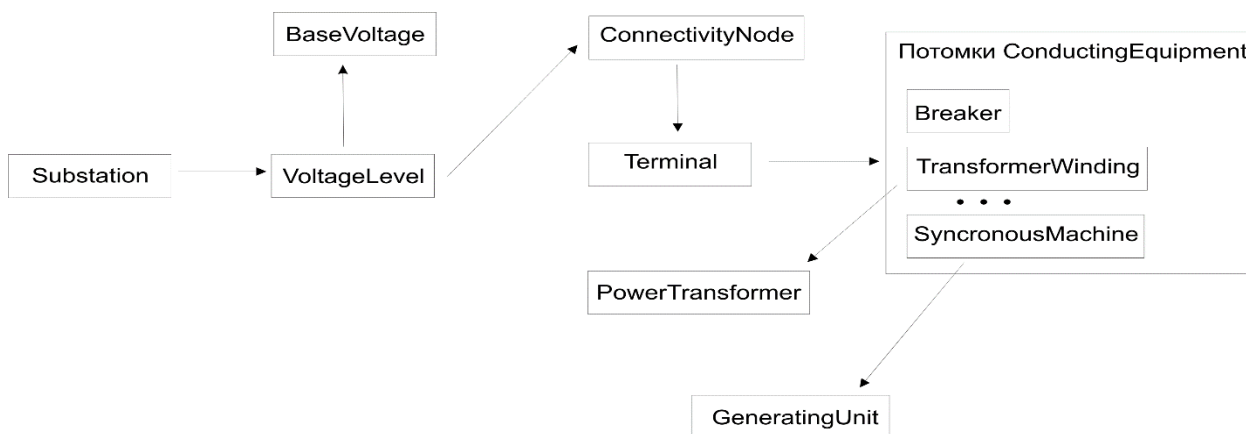 BaseVoltage
ConnectivityNode
Потомки ConductingEquipment
Breaker
Substation
VoltageLevel
Terminal
TransformerWinding
• • •
SyncronousMachine
PowerTransformer
GeneratingUnit